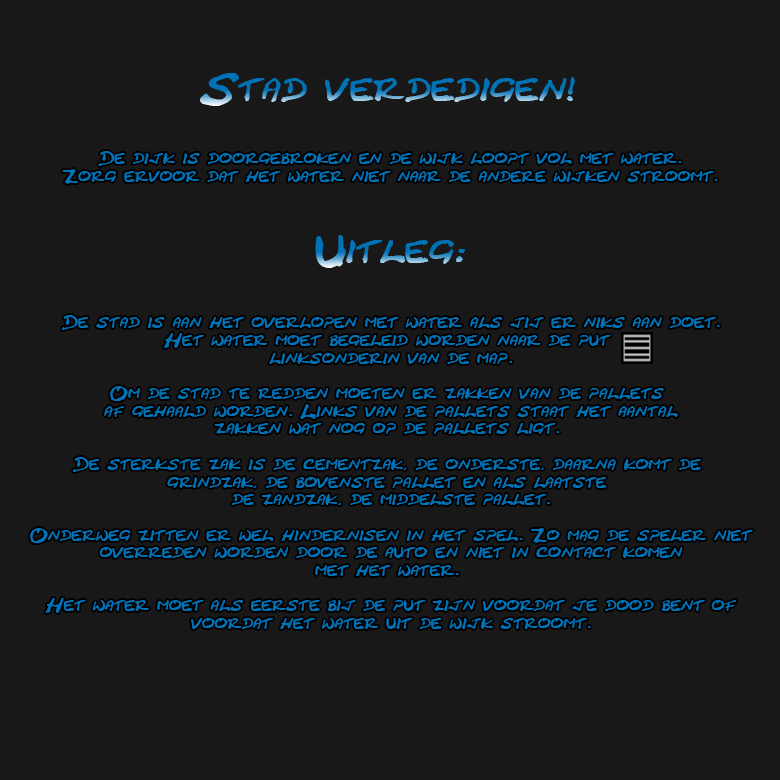 Stad verdedigen!
De dijk is doorgebroken en de wijk loopt vol met water.
Zorg ervoor dat het water niet naar de andere wijken stroomt.
Uitleg:
De stad is aan het overlopen met water als jij er niks aan doet.
Het water moet begeleid worden naar de put
linksonderin van de map.
Om de stad te redden moeten er zakken van de pallets
af gehaald worden. Links van de pallets staat het aantal
zakken wat nog op de pallets ligt.
De sterkste zak is de cementzak, de onderste, daarna komt de
grindzak, de bovenste pallet en als laatste
de zandzak, de middelste pallet.
Onderweg zitten er wel hindernisen in het spel. Zo mag de speler niet
overreden worden door de auto en niet in contact komen
met het water.
Het water moet als eerste bij de put zijn voordat je dood bent of
voordat het water uit de wijk stroomt.